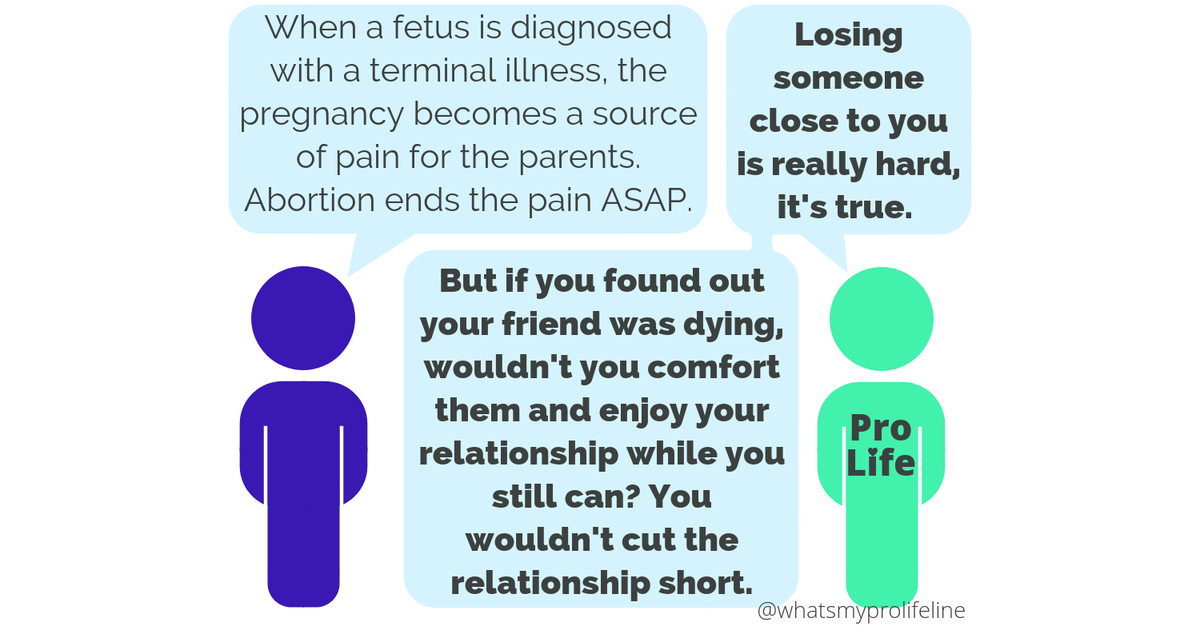 When a fetus is diagnosed
with a terminal illness, the
pregnancy becomes a source
of pain for the parents.
Abortion ends the pain ASAP.
Losing
someone
close to you
is really hard,
it's true.
But if you found out
your friend was dying,
wouldn't you comfort
them and enjoy your
relationship while you
still can? You
wouldn't cut the
relationship short.
Pro
Life
@whatsmyprolifeline